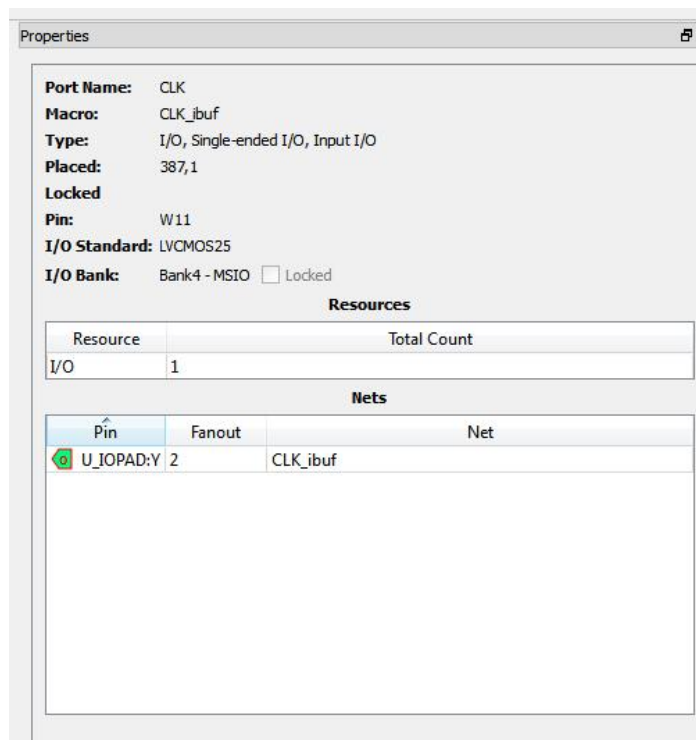 Properties
Port Name: CLK
Macro: CLK_ibuf
Type: I/O, Single-ended I/O, Input I/O
Placed: 387,1
Locked
Pin: W11
I/O Standard: LVCMOS25
I/O Bank: Bank4 - MSIO Locked
Resources
Resource Total Count
I/O 1
Nets
Pin Fanout Net
U_IOPAD:Y 2 CLK_ibuf